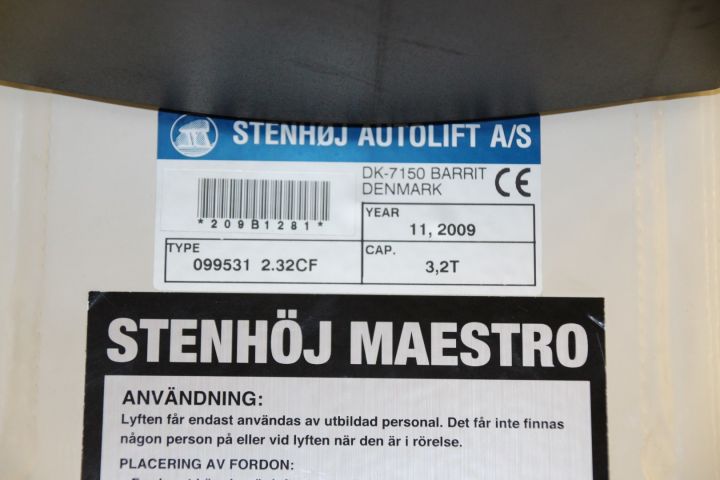 STENHØJ AUTOLIFT A/S
DK-7150 BARRIT
DENMARK
CE
*209B1281*
YEAR
11, 2009
TYPE
099531 2.32CF
CAP.
3,2T
STENHÖJ MAESTRO
ANVÄNDNING:
Lyften får endast användas av utbildad personal. Det får inte finnas
någon person på eller vid lyften när den är i rörelse.
PLACERING AV FORDON: